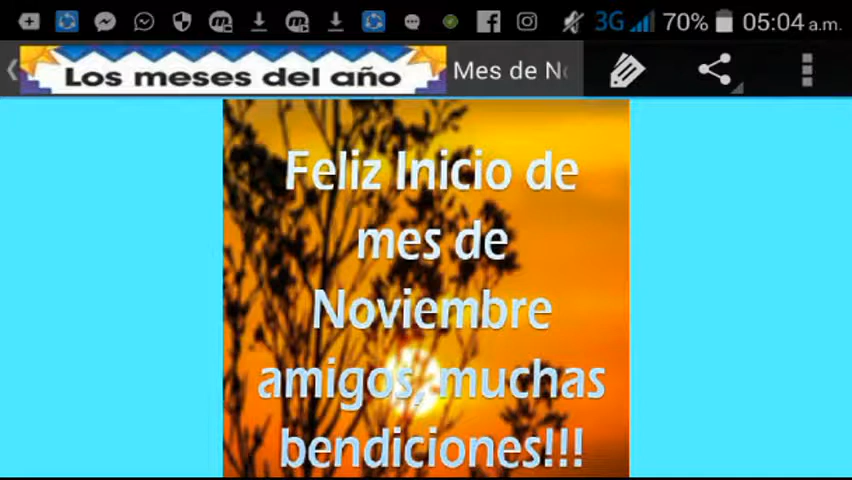 3G 70% 05:04 a.m.
Los meses del año
Mes de No
Feliz Inicio de
mes de
Noviembre
amigos, muchas
bendiciones!!!